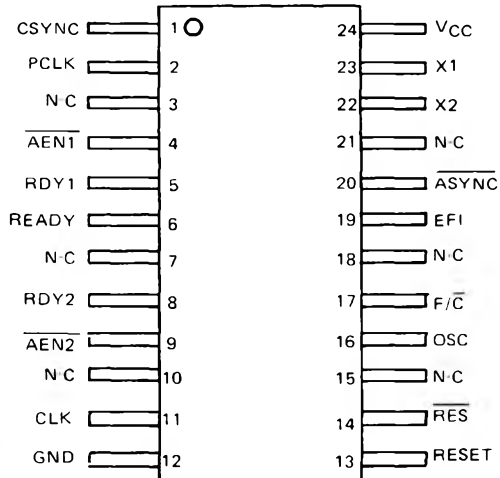 CSYNC 1 24 VCC
PCLK 2 23 X1
N-C 3 22 X2
AEN1 4 21 N-C
RDY1 5 20 ASYNC
READY 6 19 EFI
N-C 7 18 N-C
RDY2 8 17 F/C
AEN2 9 16 OSC
N-C 10 15 N-C
CLK 11 14 RES
GND 12 13 RESET